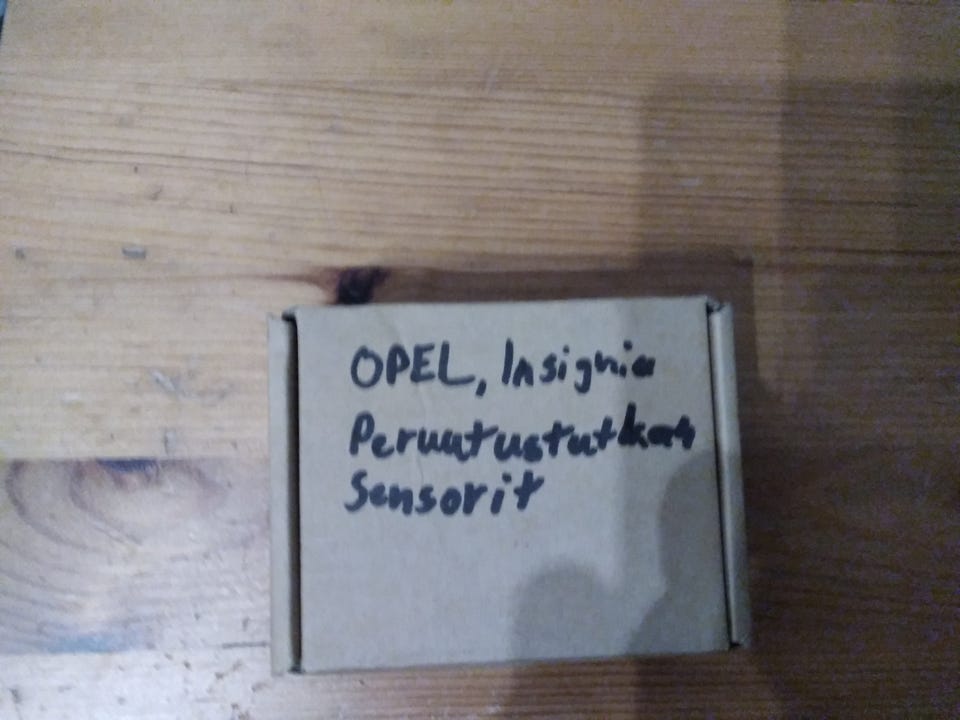 OPEL, Insignia
Peruutustutkat
Sensorit